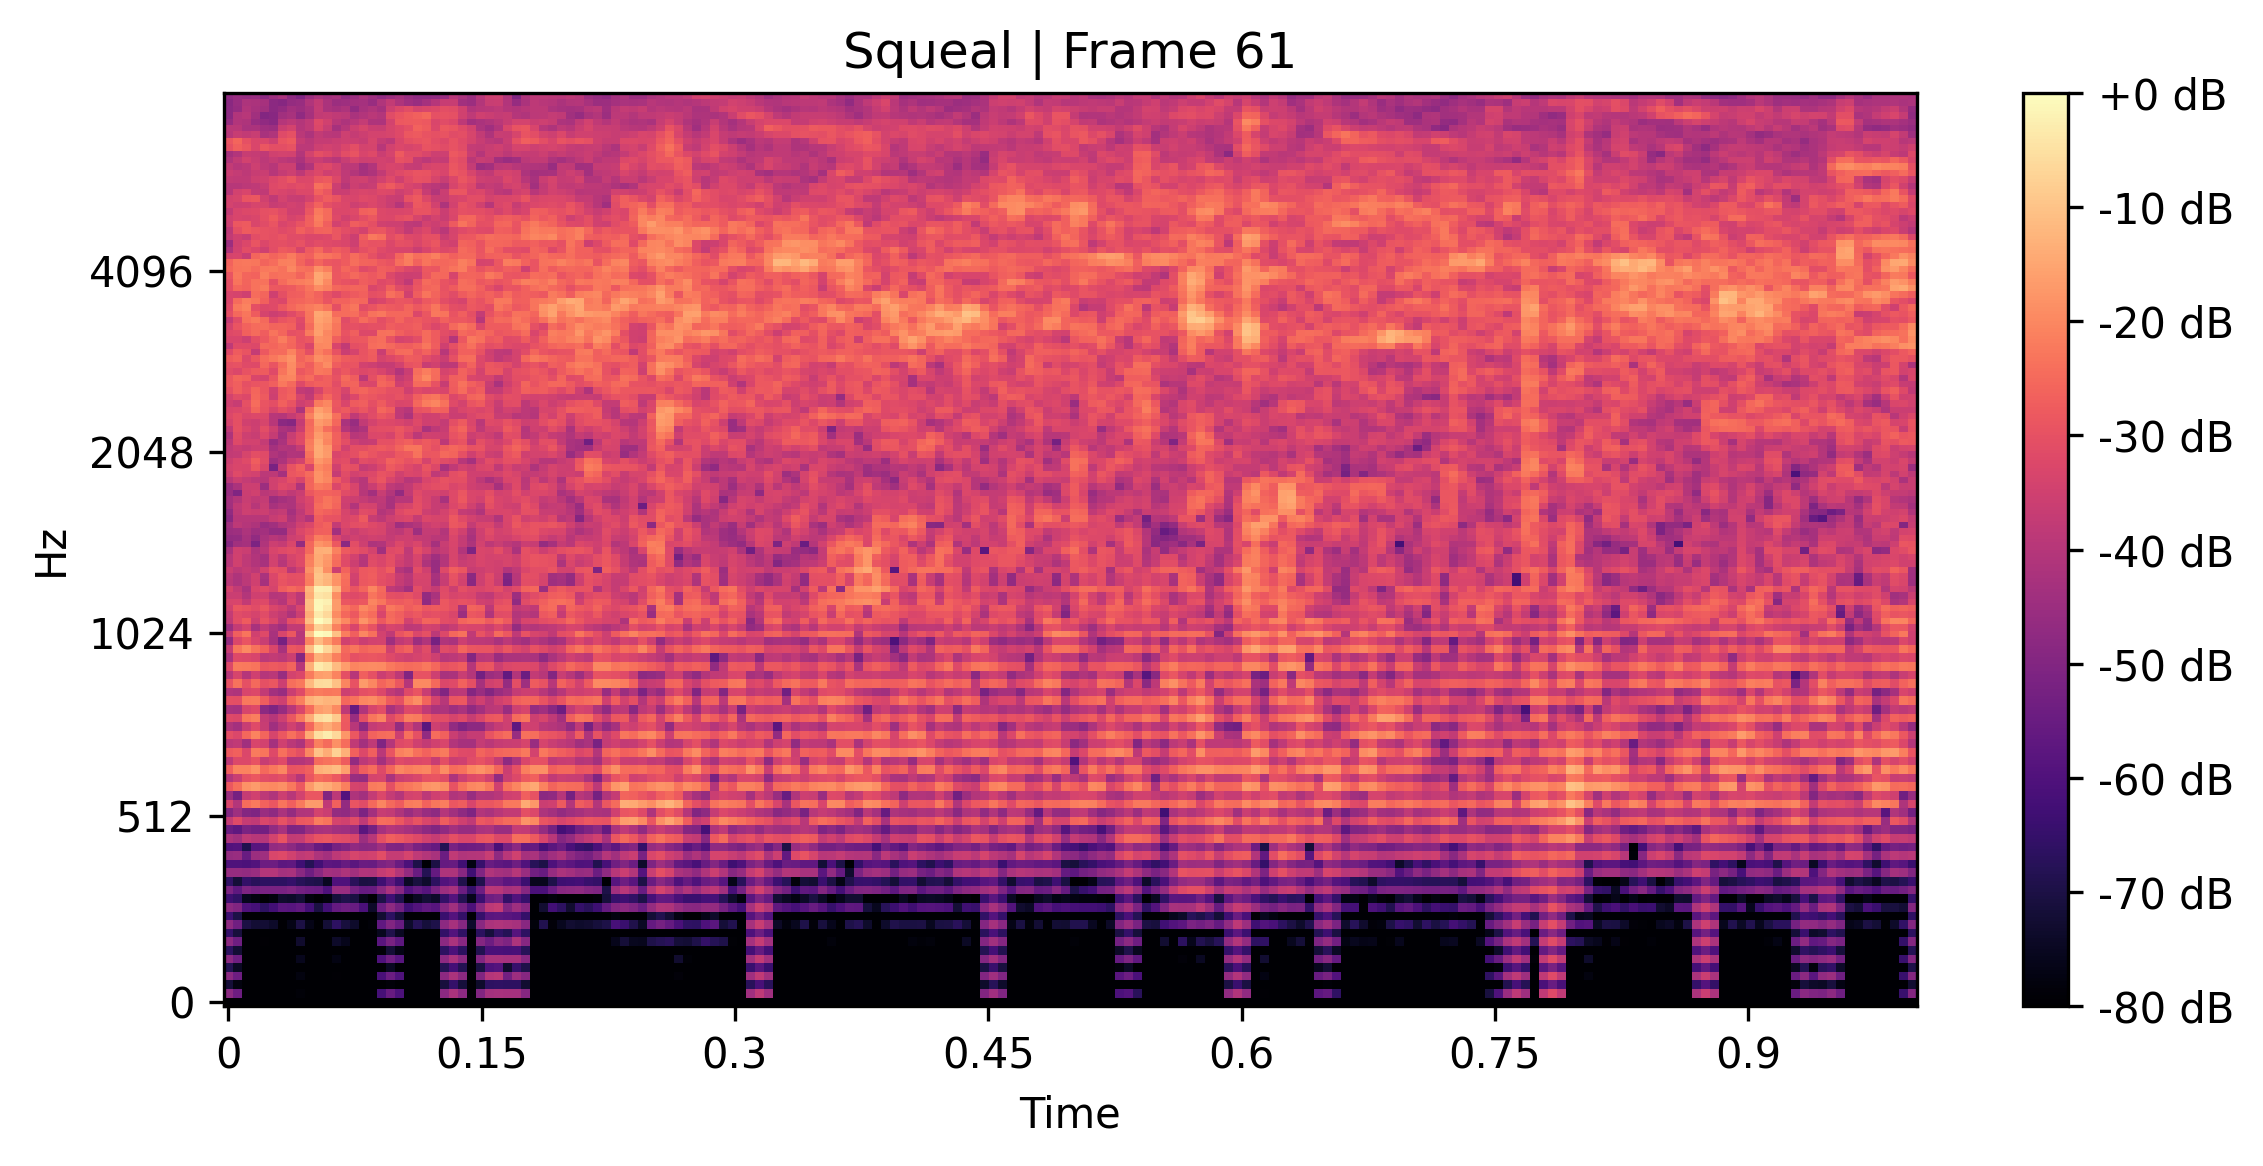 Squeal | Frame 61
Hz
4096
2048
1024
512
0
0 0.15 0.3 0.45 0.6 0.75 0.9
Time
+0 dB
-10 dB
-20 dB
-30 dB
-40 dB
-50 dB
-60 dB
-70 dB
-80 dB